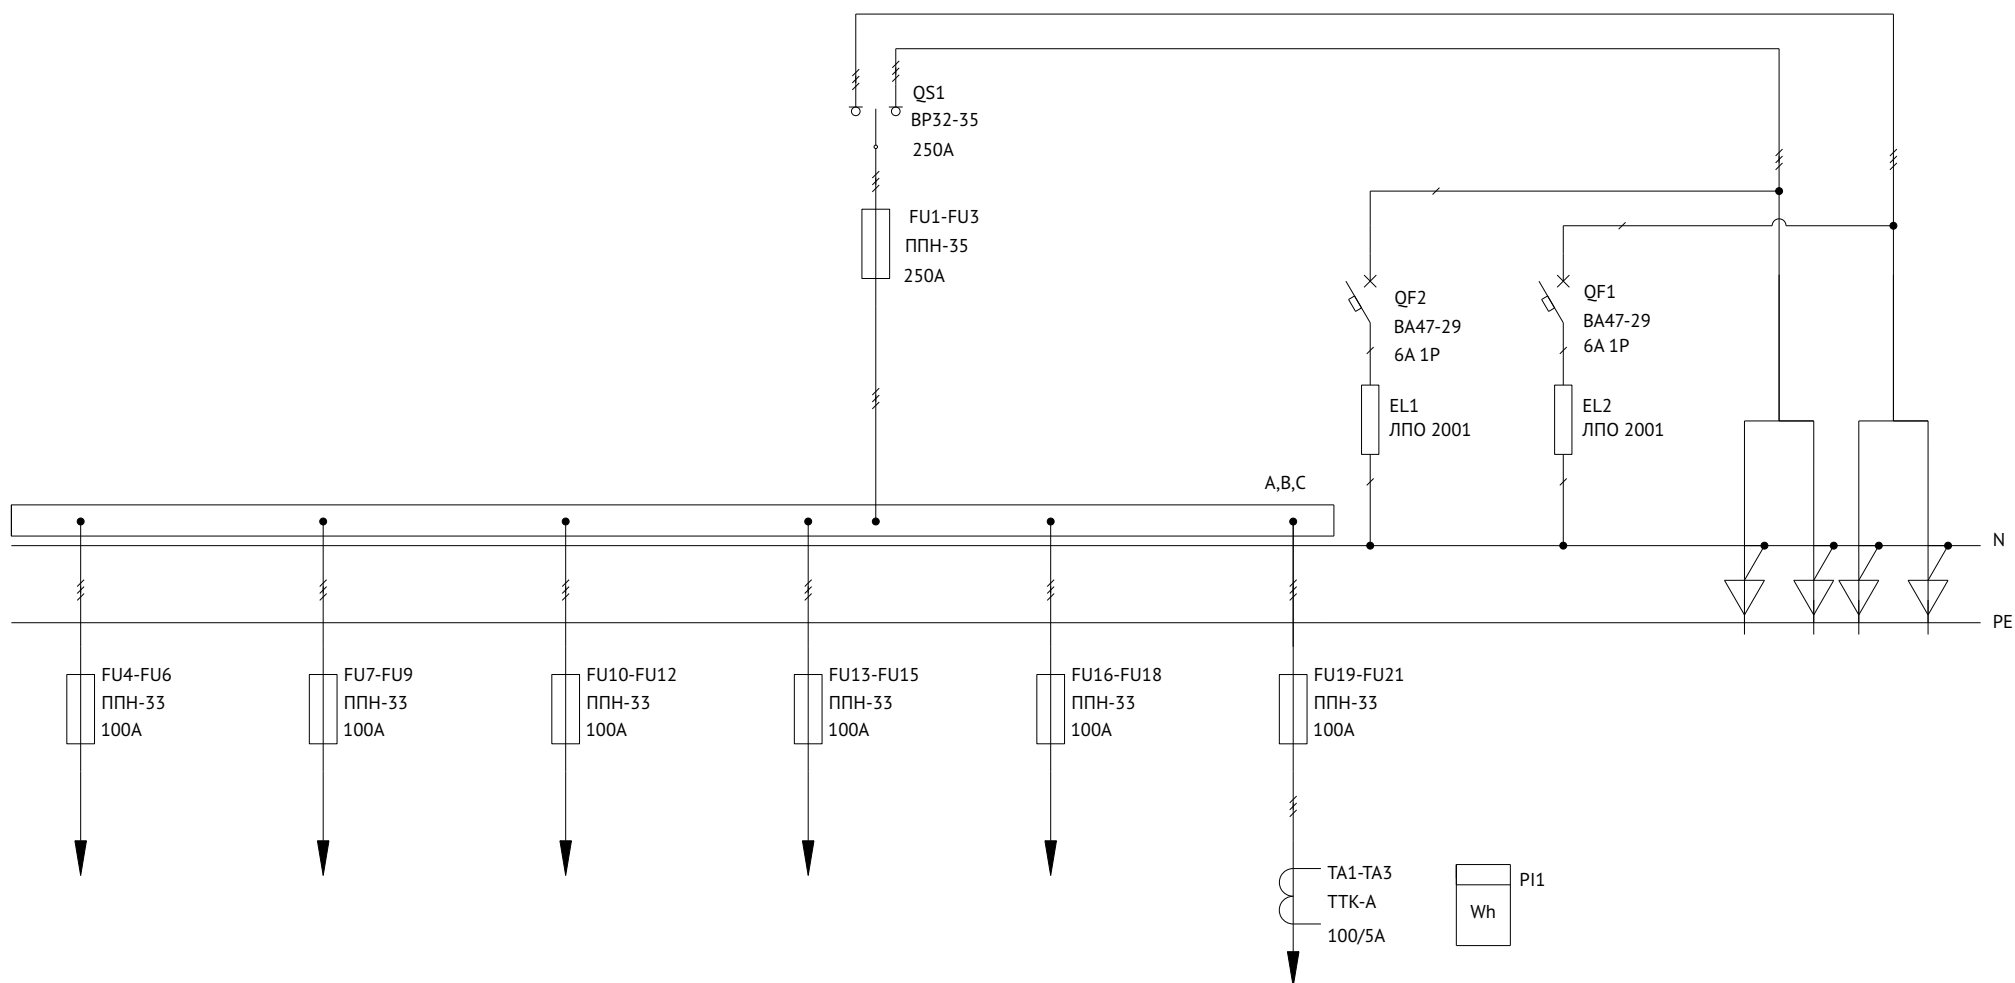 QS1
ВР32-35
250А
FU1-FU3
ППН-35
250А
QF2
ВА47-29
6А 1Р
QF1
ВА47-29
6А 1Р
EL1
ЛПО 2001
EL2
ЛПО 2001
A,B,C
N
PE
FU4-FU6
ППН-33
100А
FU7-FU9
ППН-33
100А
FU10-FU12
ППН-33
100А
FU13-FU15
ППН-33
100А
FU16-FU18
ППН-33
100А
FU19-FU21
ППН-33
100А
TA1-TA3
ТТК-А
100/5А
PI1
Wh